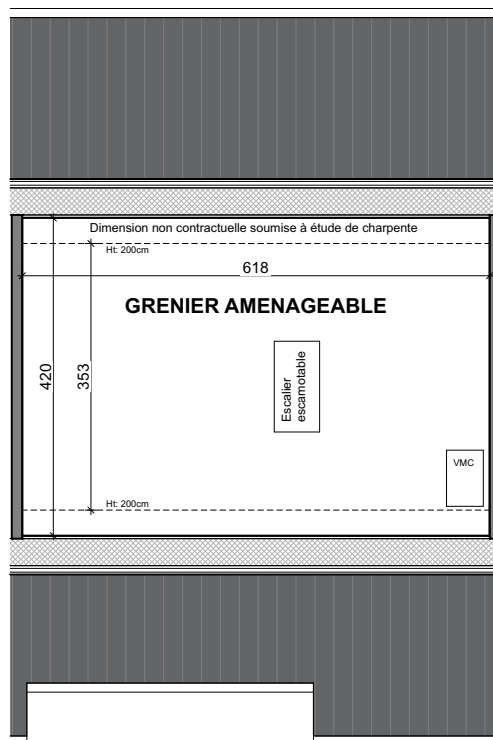 Dimension non contractuelle soumise à étude de charpente
Ht: 200cm
618
GRENIER AMENAGEABLE
420
353
Escalier
escamotable
VMC
Ht: 200cm